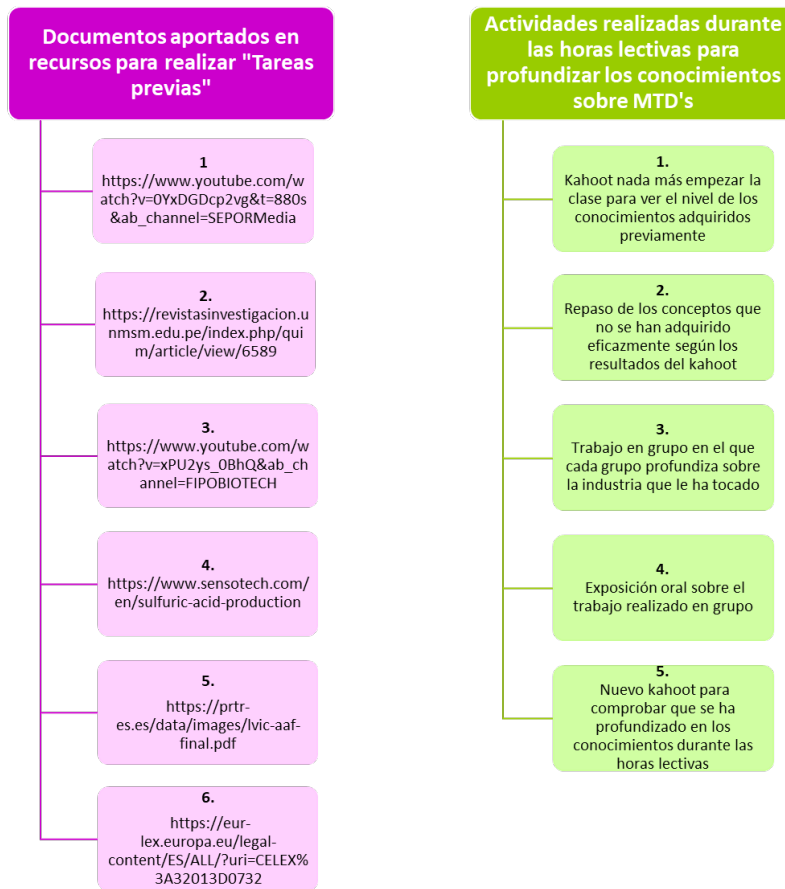 Documentos aportados en
recursos para realizar "Tareas
previas"
1
https://www.youtube.com/w
atch?v=0YxDGDcp2vg&t=880s
&ab_channel=SEPORMedia
2.
https://revistasinvestigacion.u
nmsm.edu.pe/index.php/qui
m/article/view/6589
3.
https://www.youtube.com/w
atch?v=xPU2ys_0BhQ&ab_ch
annel=FIPOBIOTECH
4.
https://www.sensotech.com/
en/sulfuric-acid-production
5.
https://prtr-
es.es/data/images/lvic-aaf-
final.pdf
6.
https://eur-
lex.europa.eu/legal-
content/ES/ALL/?uri=CELEX%
3A32013D0732
Actividades realizadas durante
las horas lectivas para
profundizar los conocimientos
sobre MTD's
1.
Kahoot nada más empezar la
clase para ver el nivel de los
conocimientos adquiridos
previamente
2.
Repaso de los conceptos que
no se han adquirido
eficazmente según los
resultados del kahoot
3.
Trabajo en grupo en el que
cada grupo profundiza sobre
la industria que le ha tocado
4.
Exposición oral sobre el
trabajo realizado en grupo
5.
Nuevo kahoot para
comprobar que se ha
profundizado en los
conocimientos durante las
horas lectivas